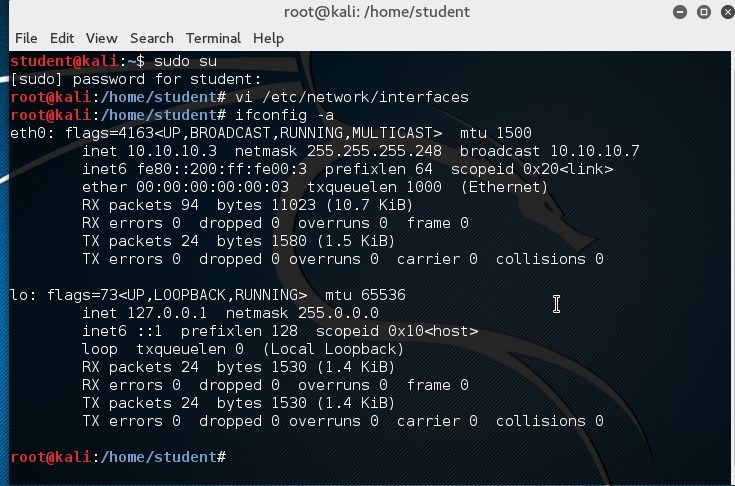 root@kali: /home/student
File Edit View Search Terminal Help
student@kali:~$ sudo su
[sudo] password for student:
root@kali:/home/student# vi /etc/network/interfaces
root@kali:/home/student# ifconfig -a
eth0: flags=4163<UP,BROADCAST,RUNNING,MULTICAST>  mtu 1500
        inet 10.10.10.3  netmask 255.255.255.248  broadcast 10.10.10.7
        inet6 fe80::200:ff:fe00:3  prefixlen 64  scopeid 0x20<link>
        ether 00:00:00:00:00:03  txqueuelen 1000  (Ethernet)
        RX packets 94  bytes 11023 (10.7 KiB)
        RX errors 0  dropped 0  overruns 0  frame 0
        TX packets 24  bytes 1580 (1.5 KiB)
        TX errors 0  dropped 0 overruns 0  carrier 0  collisions 0

lo: flags=73<UP,LOOPBACK,RUNNING>  mtu 65536
        inet 127.0.0.1  netmask 255.0.0.0
        inet6 ::1  prefixlen 128  scopeid 0x10<host>
        loop  txqueuelen 0  (Local Loopback)
        RX packets 24  bytes 1530 (1.4 KiB)
        RX errors 0  dropped 0  overruns 0  frame 0
        TX packets 24  bytes 1530 (1.4 KiB)
        TX errors 0  dropped 0 overruns 0  carrier 0  collisions 0

root@kali:/home/student#